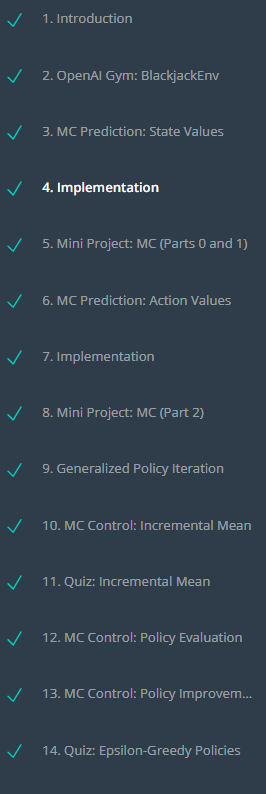 1. Introduction
2. OpenAI Gym: BlackjackEnv
3. MC Prediction: State Values
4. Implementation
5. Mini Project: MC (Parts 0 and 1)
6. MC Prediction: Action Values
7. Implementation
8. Mini Project: MC (Part 2)
9. Generalized Policy Iteration
10. MC Control: Incremental Mean
11. Quiz: Incremental Mean
12. MC Control: Policy Evaluation
13. MC Control: Policy Improvem...
14. Quiz: Epsilon-Greedy Policies